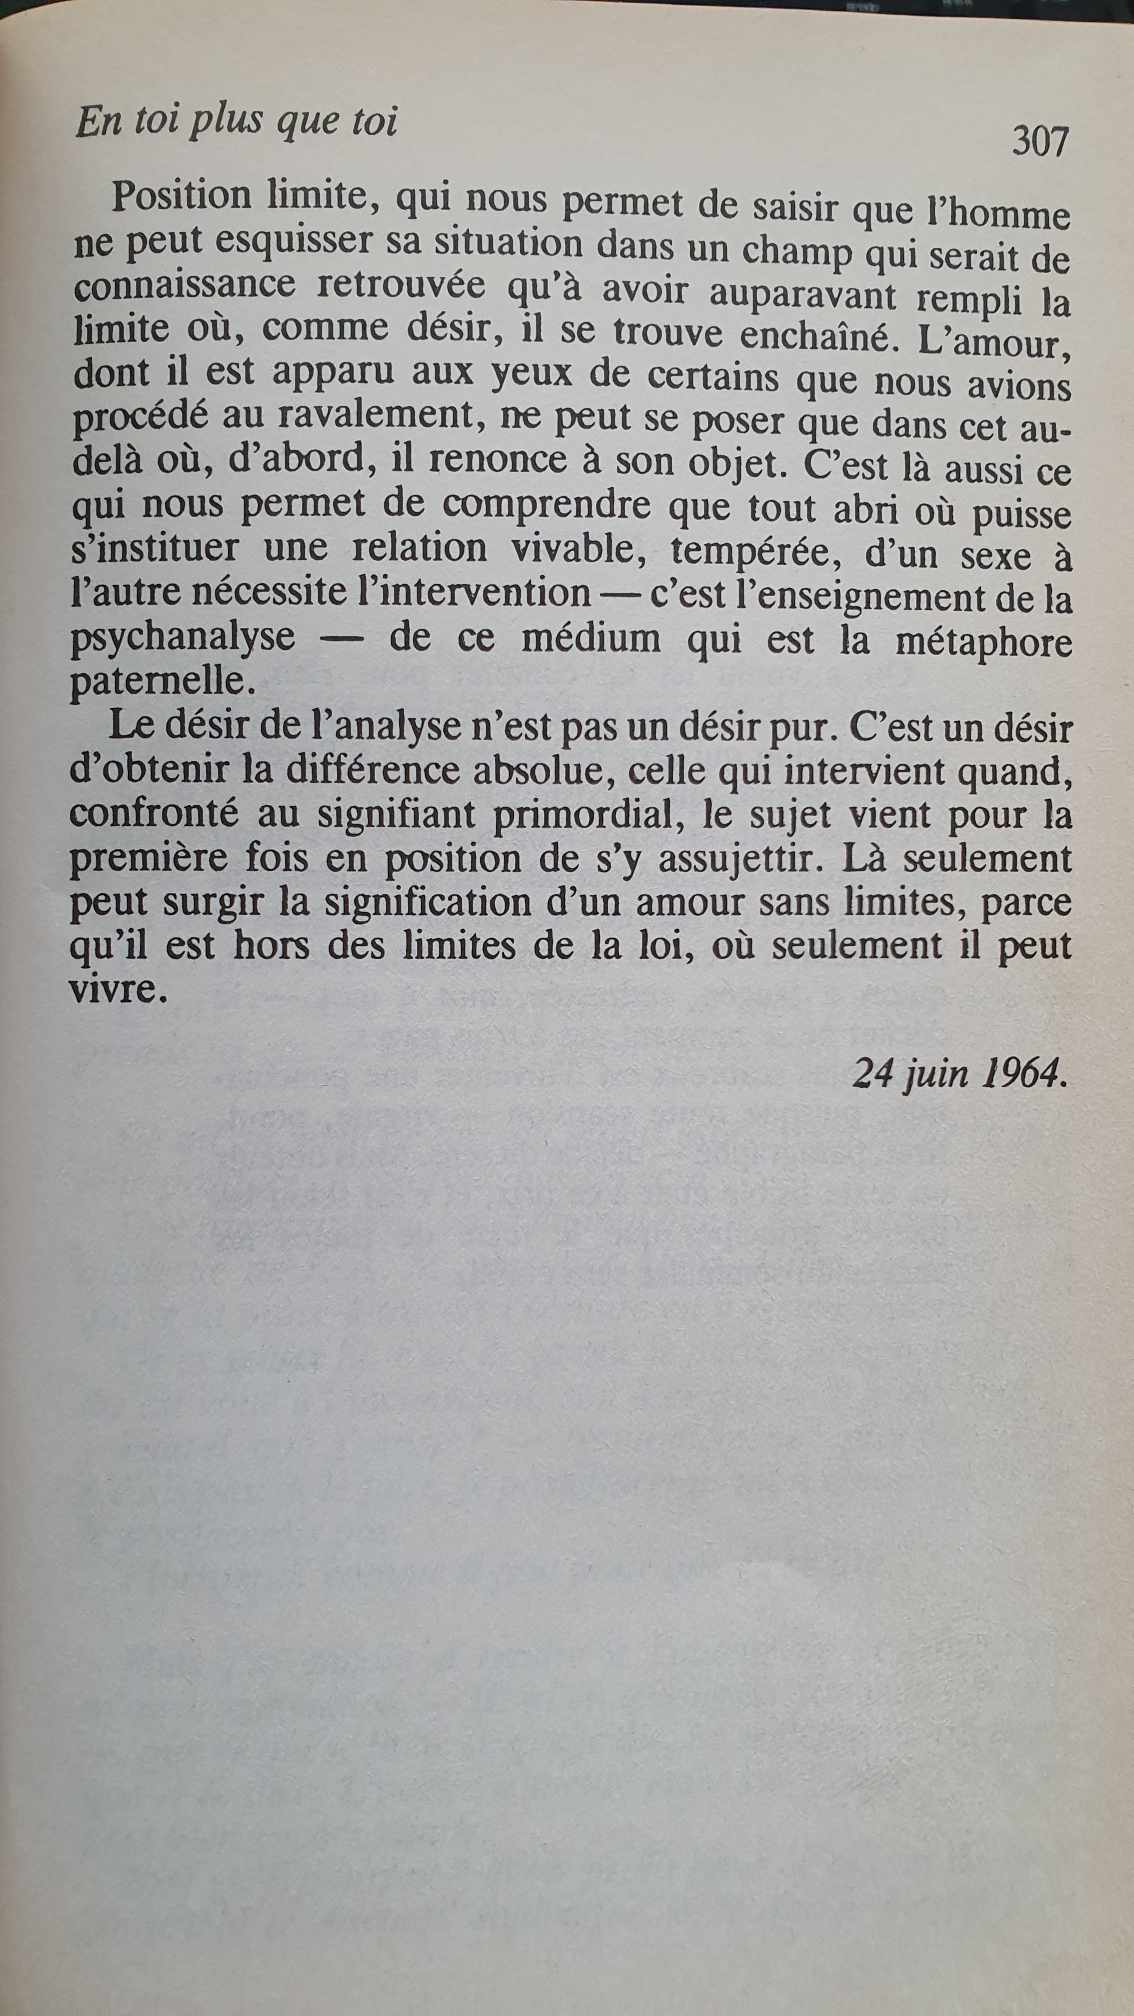 En toi plus que toi
307
Position limite, qui nous permet de saisir que l'homme
ne peut esquisser sa situation dans un champ qui serait de
connaissance retrouvée qu'à avoir auparavant rempli la
limite où, comme désir, il se trouve enchaîné. L'amour,
dont il est apparu aux yeux de certains que nous avions
procédé au ravalement, ne peut se poser que dans cet au-
delà où, d'abord, il renonce à son objet. C'est là aussi ce
qui nous permet de comprendre que tout abri où puisse
s'instituer une relation vivable, tempérée, d'un sexe à
l'autre nécessite l'intervention — c'est l'enseignement de la
psychanalyse — de ce médium qui est la métaphore
paternelle.
Le désir de l'analyse n'est pas un désir pur. C'est un désir
d'obtenir la différence absolue, celle qui intervient quand,
confronté au signifiant primordial, le sujet vient pour la
première fois en position de s'y assujettir. Là seulement
peut surgir la signification d'un amour sans limites, parce
qu'il est hors des limites de la loi, où seulement il peut
vivre.
24 juin 1964.